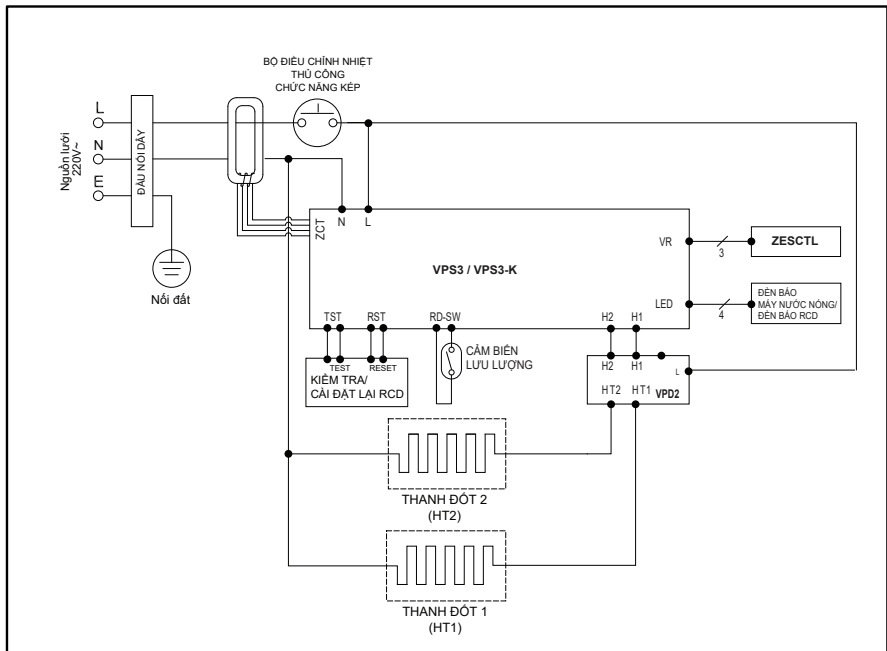 BỘ ĐIỀU CHỈNH NHIỆT
THỦ CÔNG
CHỨC NĂNG KÉP
Nguồn lưới
220V~
L
N
E
ĐẦU NỐI DÂY
Nối đất
ZCT
N
L
VPS3 / VPS3-K
VR
3
ZESCTL
LED
4
ĐÈN BÁO
MÁY NƯỚC NÓNG/
ĐÈN BÁO RCD
TST
RST
RD-SW
H2
H1
TEST
RESET
KIỂM TRA/
CÀI ĐẶT LẠI RCD
CẢM BIẾN
LƯU LƯỢNG
H2
H1
L
HT2
HT1
VPD2
THANH ĐỐT 2
(HT2)
THANH ĐỐT 1
(HT1)